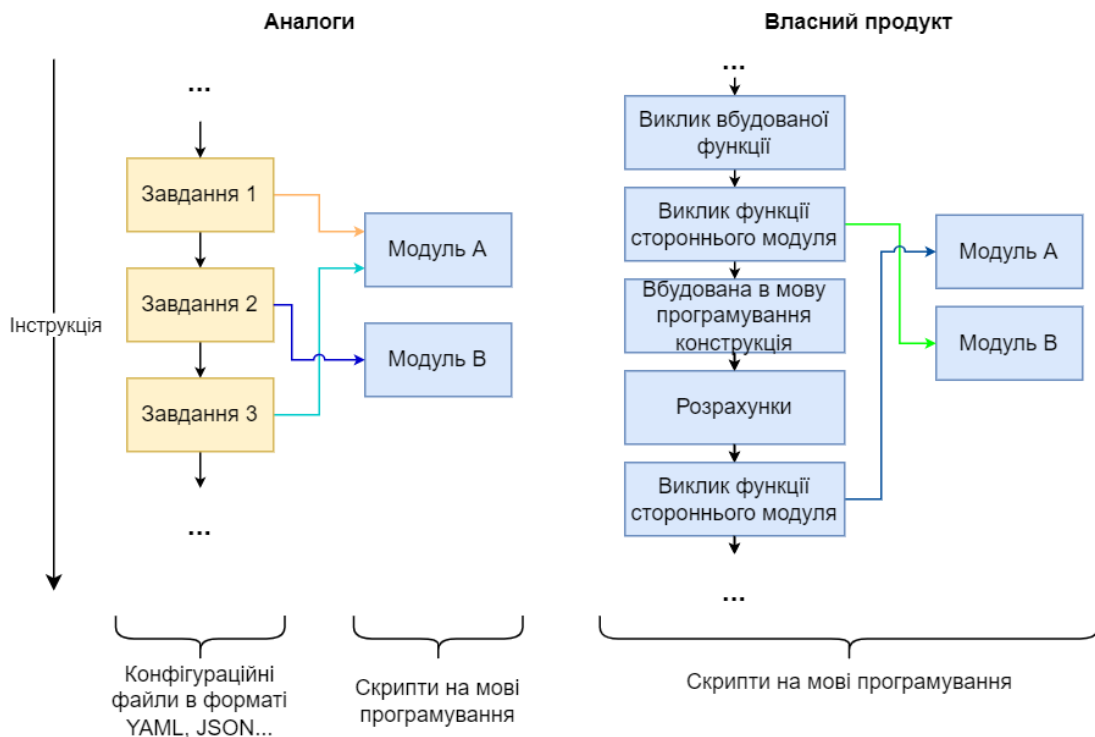 Аналоги
...
Завдання 1
Завдання 2
Завдання 3
...
Інструкція
Модуль А
Модуль В
Конфігураційні
файли в форматі
YAML, JSON...
Скрипти на мові
програмування
Власний продукт
...
Виклик вбудованої
функції
Виклик функції
стороннього модуля
Вбудована в мову
програмування
конструкція
Розрахунки
Виклик функції
стороннього модуля
...
Модуль А
Модуль В
Скрипти на мові програмування